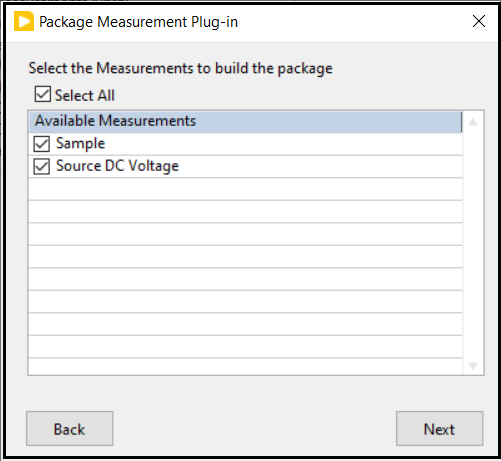 Package Measurement Plug-in
Select the Measurements to build the package
Select All
Available Measurements
Sample
Source DC Voltage
Back
Next